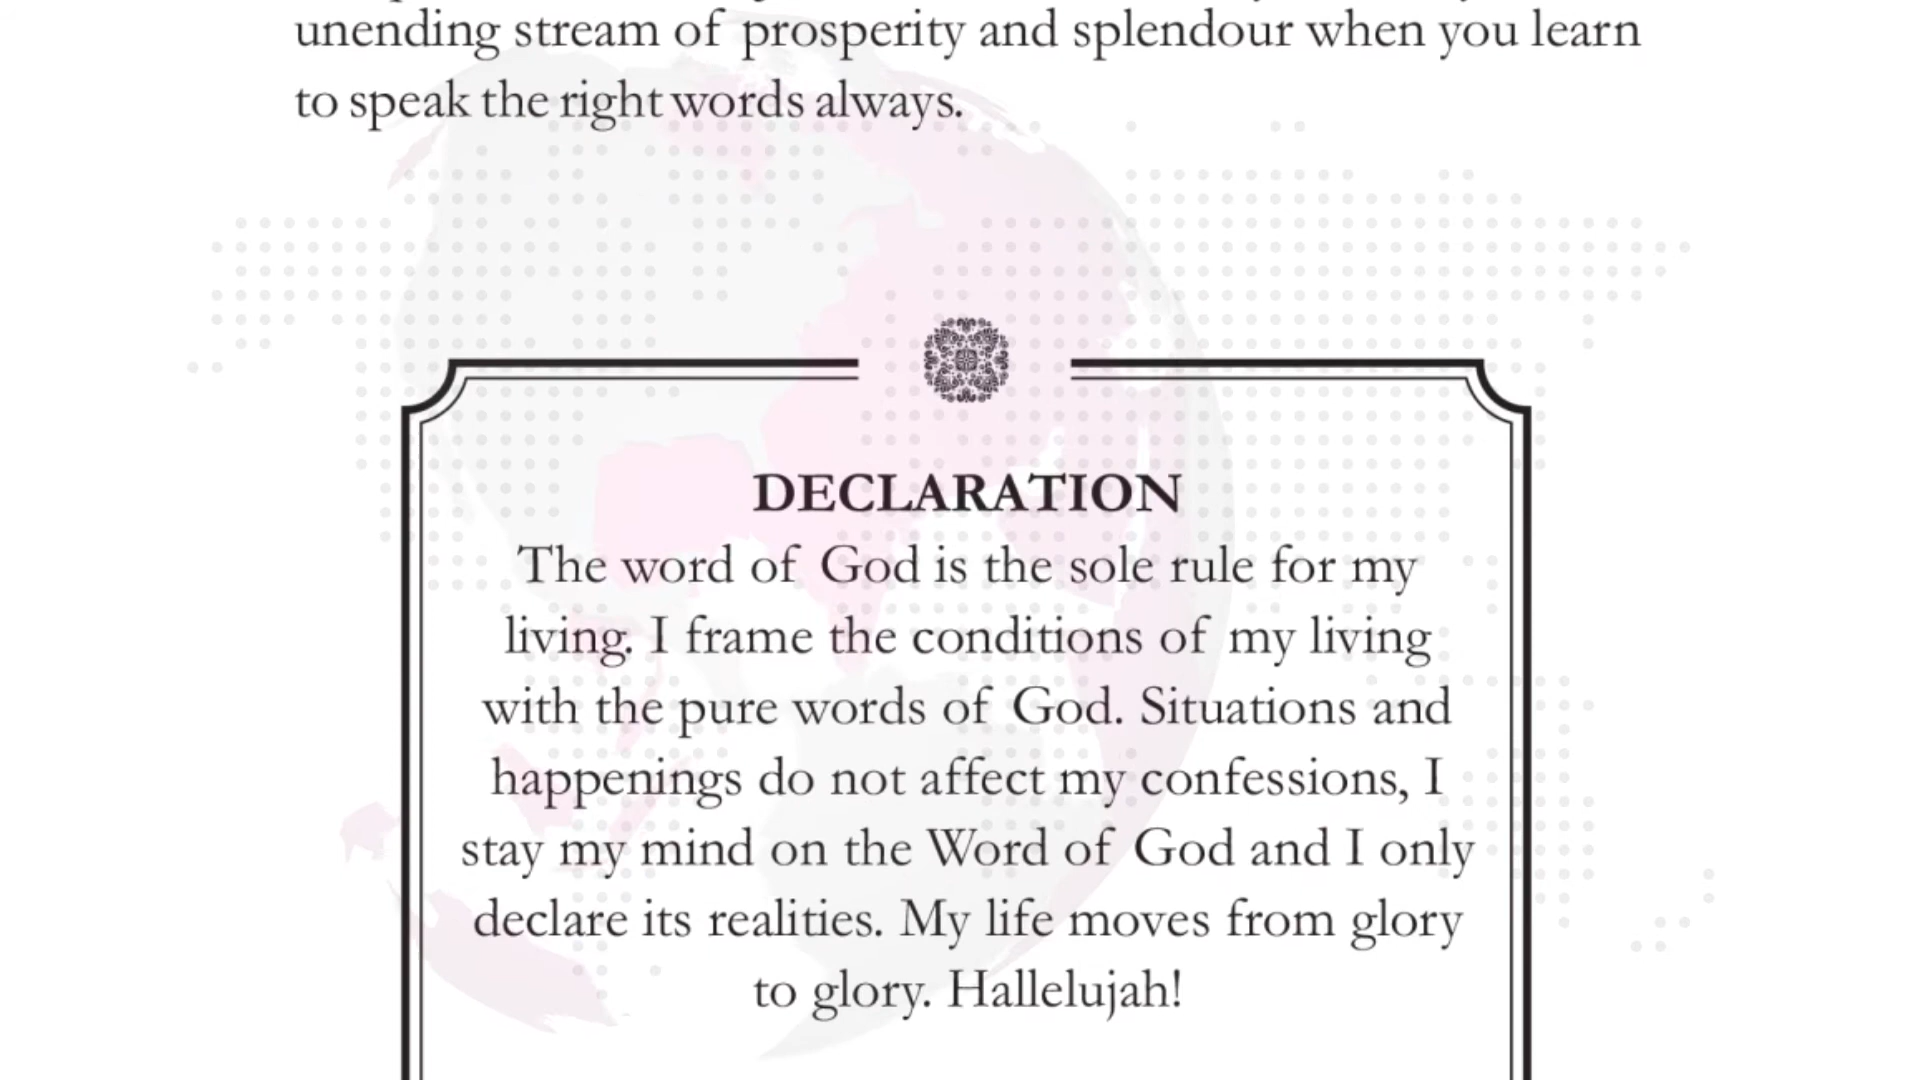 unending stream of prosperity and splendour when you learn
to speak the right words always.
DECLARATION
The word of God is the sole rule for my
living. I frame the conditions of my living
with the pure words of God. Situations and
happenings do not affect my confessions, I
stay my mind on the Word of God and I only
declare its realities. My life moves from glory
to glory. Hallelujah!